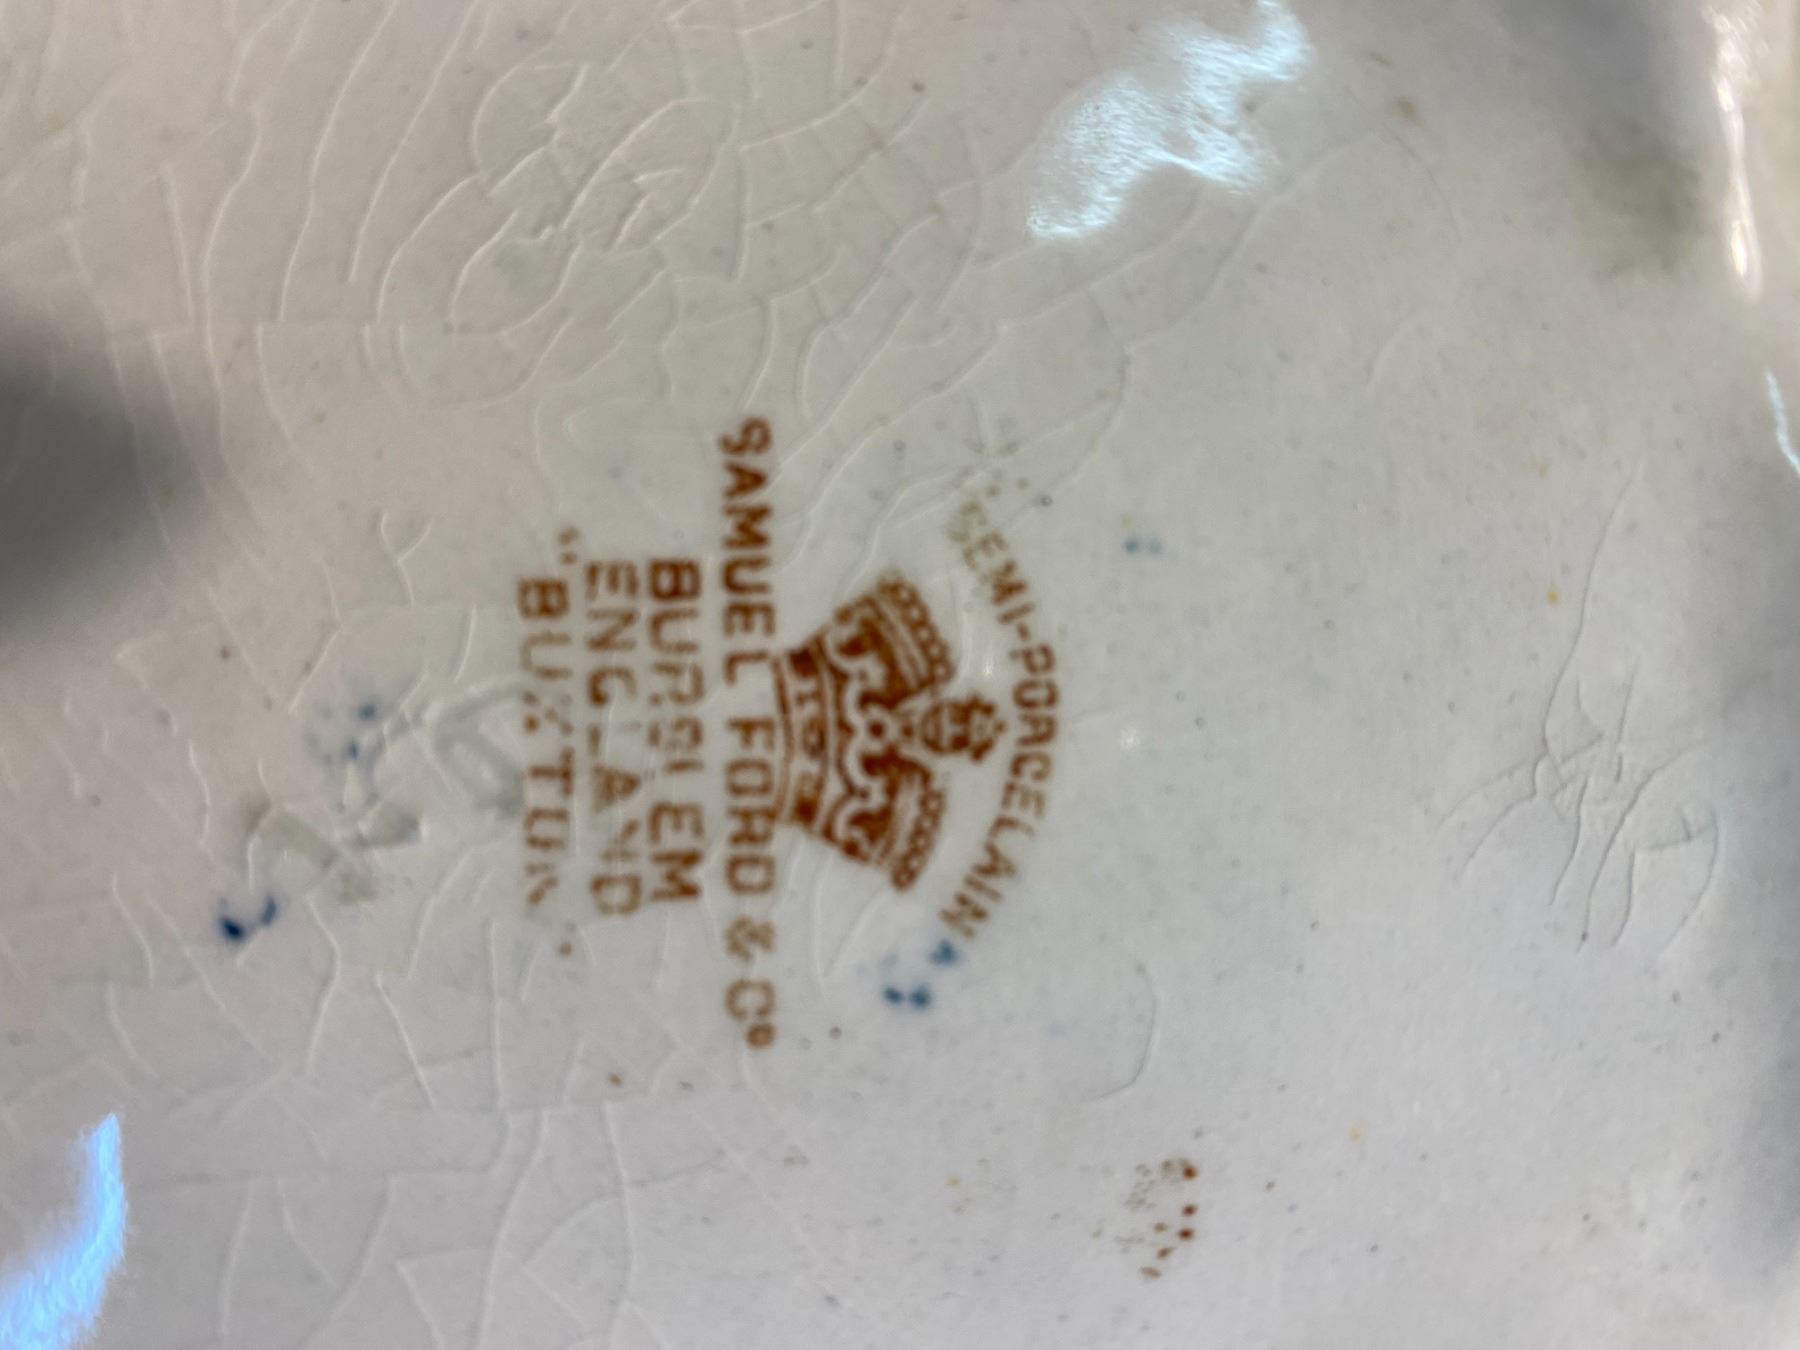 SEMI-PORCELAIN
SAMUEL FORD & Cº
BURSLEM
ENGLAND
"BUXTON"